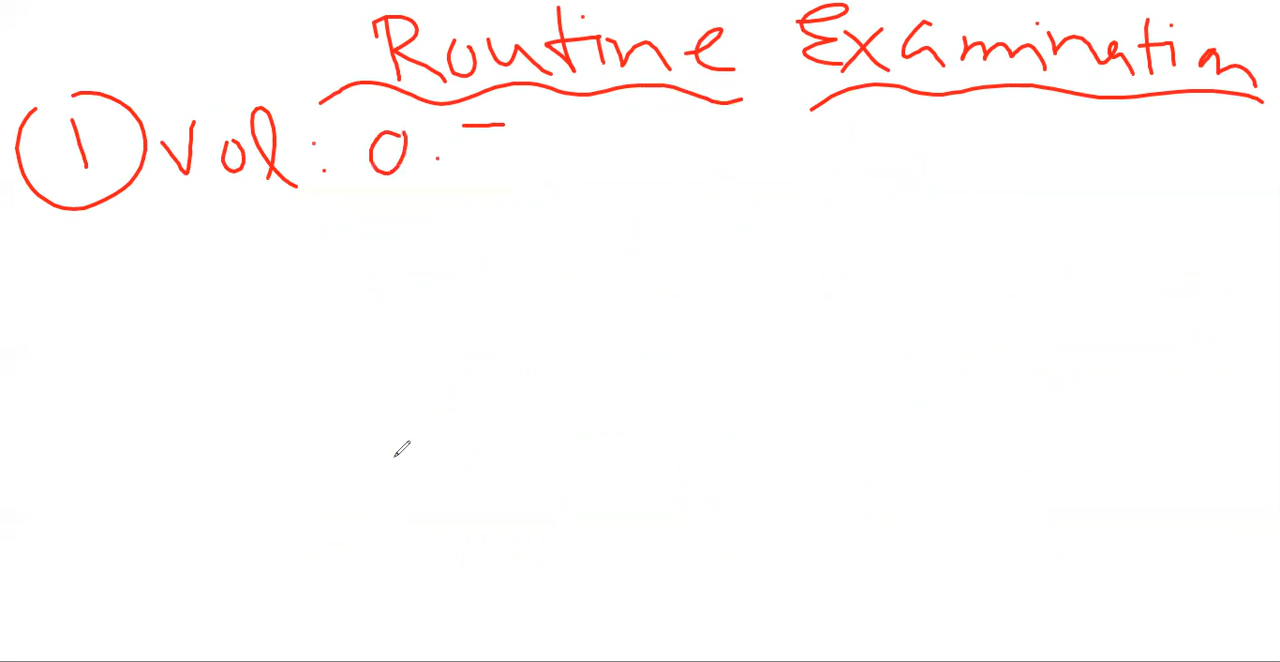 Routine Examination
① vol: 0.